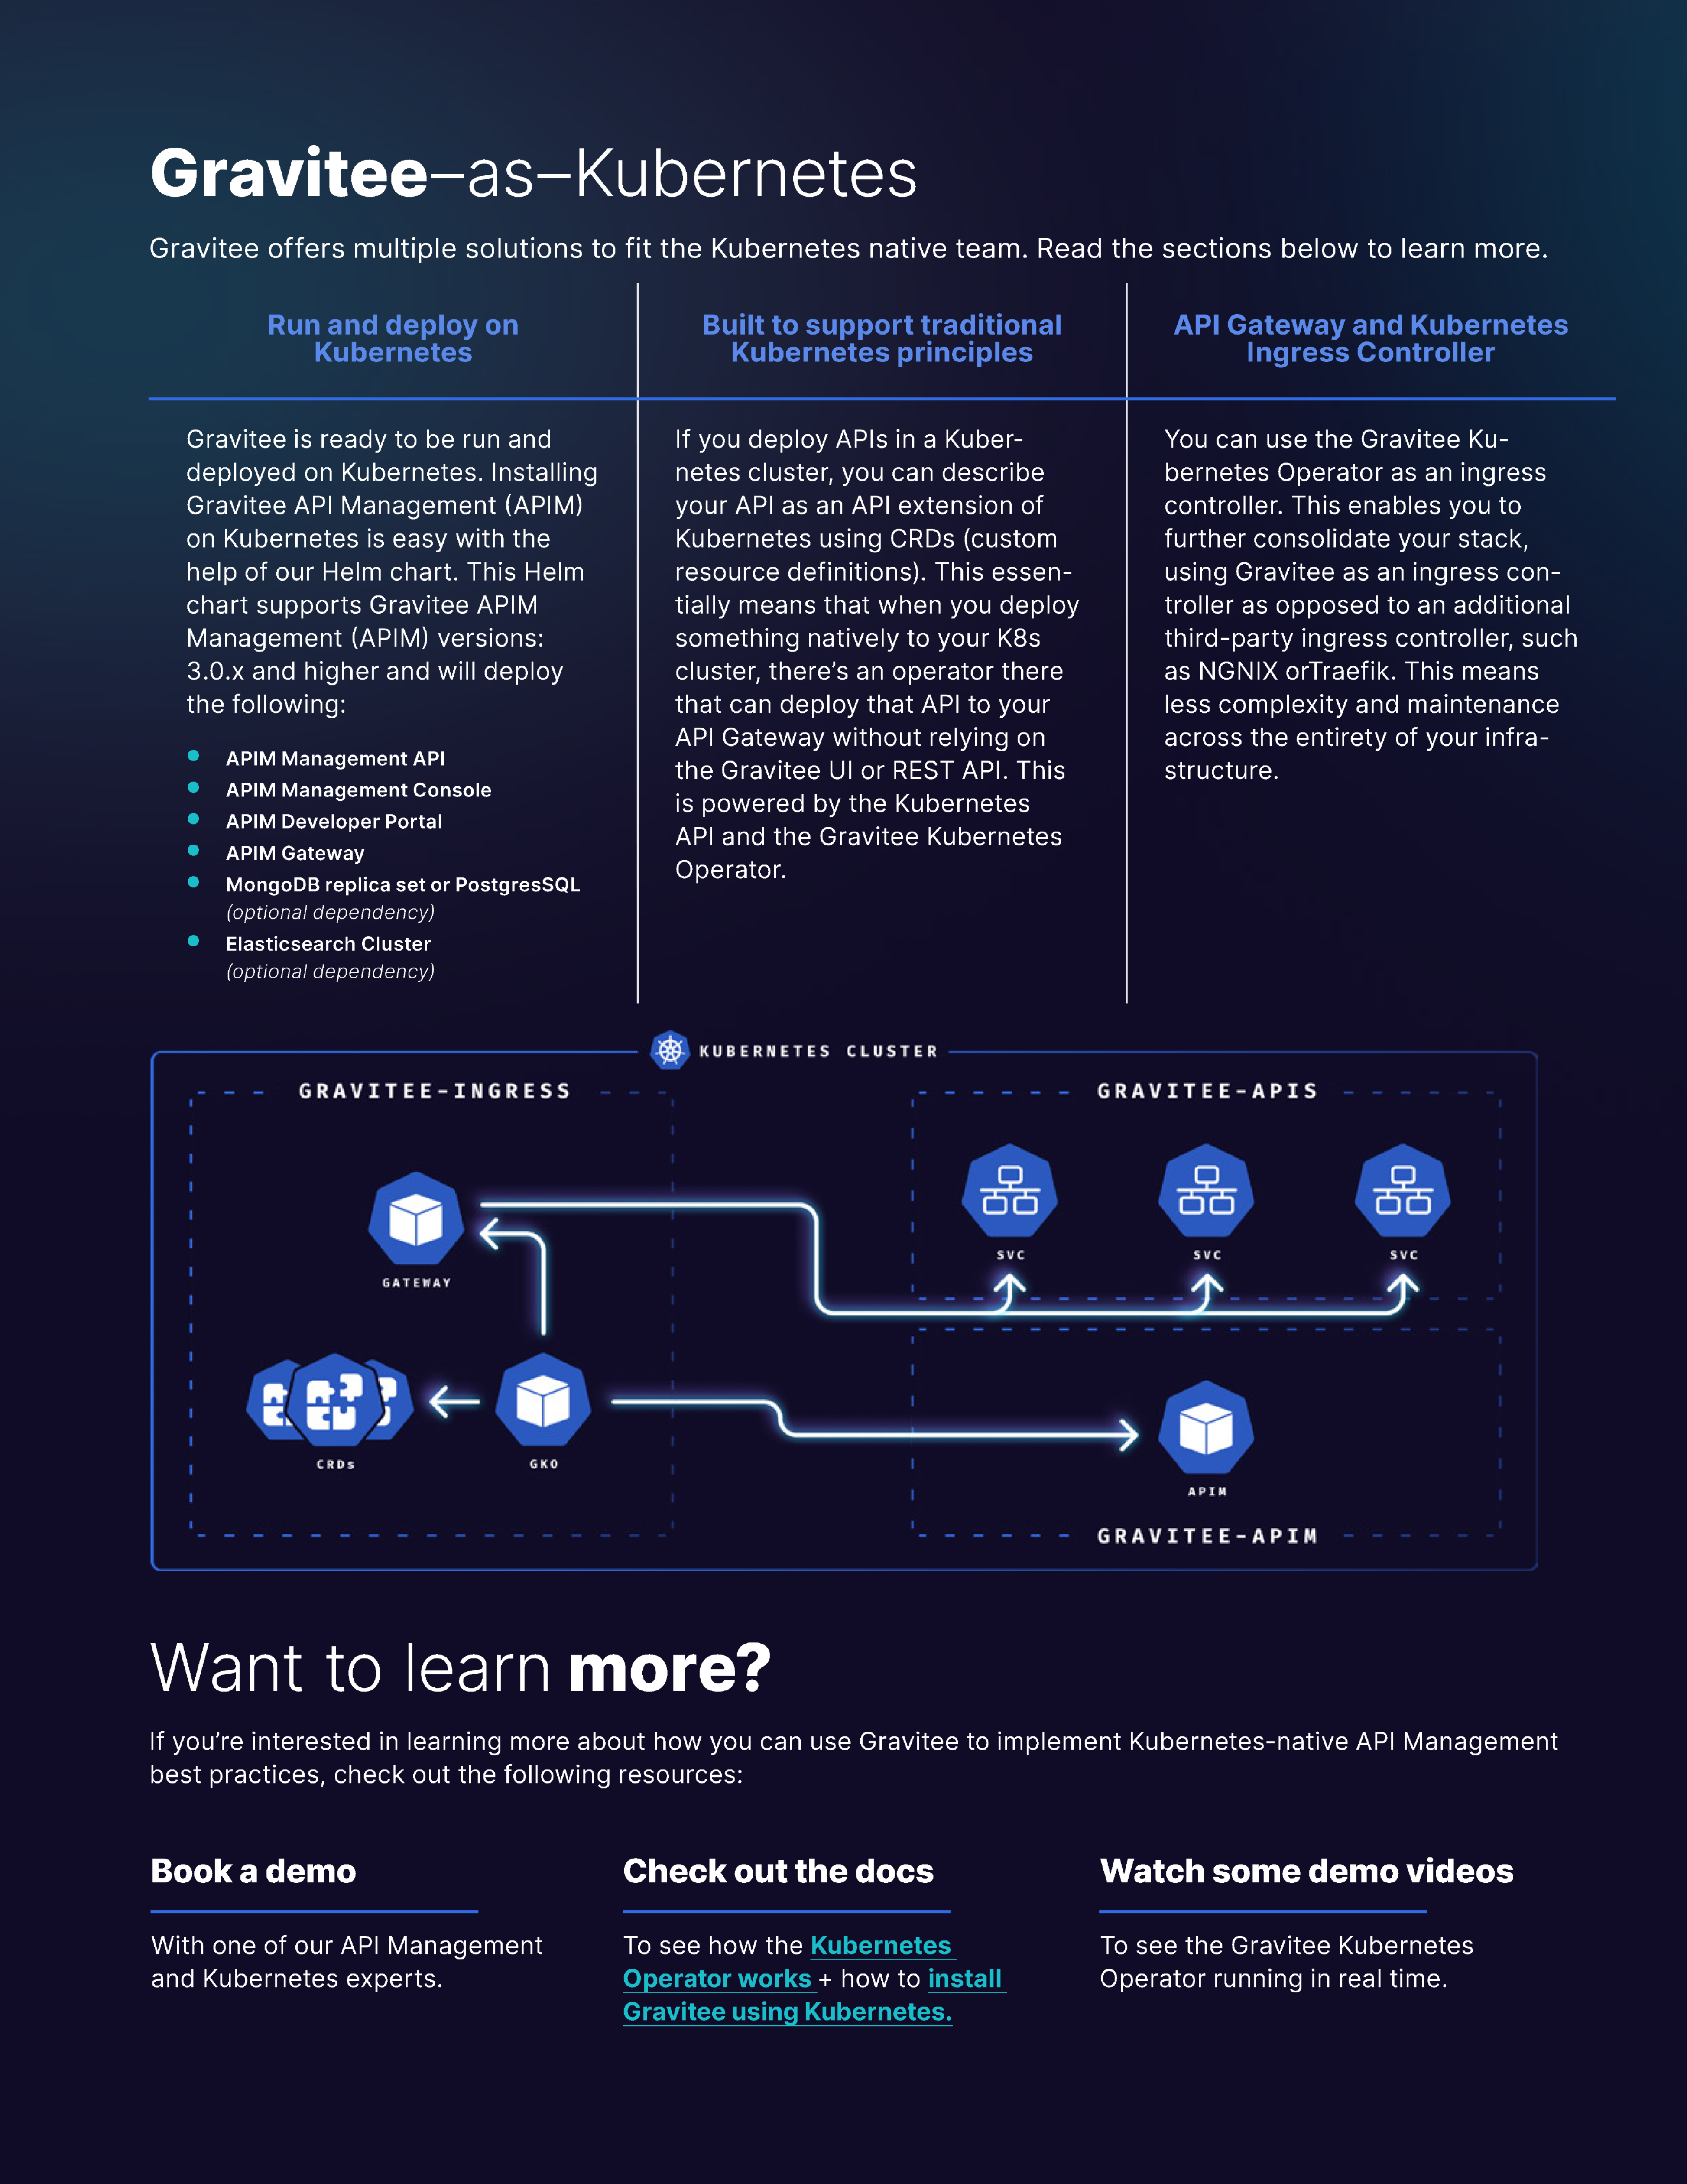 Gravitee–as–Kubernetes
Gravitee offers multiple solutions to fit the Kubernetes native team. Read the sections below to learn more.
Run and deploy on
Kubernetes
Gravitee is ready to be run and
deployed on Kubernetes. Installing
Gravitee API Management (APIM)
on Kubernetes is easy with the
help of our Helm chart. This Helm
chart supports Gravitee APIM
Management (APIM) versions:
3.0.x and higher and will deploy
the following:
APIM Management API
APIM Management Console
APIM Developer Portal
APIM Gateway
MongoDB replica set or PostgresSQL
(optional dependency)
Elasticsearch Cluster
(optional dependency)
Built to support traditional
Kubernetes principles
If you deploy APIs in a Kuber-
netes cluster, you can describe
your API as an API extension of
Kubernetes using CRDs (custom
resource definitions). This essen-
tially means that when you deploy
something natively to your K8s
cluster, there's an operator there
that can deploy that API to your
API Gateway without relying on
the Gravitee UI or REST API. This
is powered by the Kubernetes
API and the Gravitee Kubernetes
Operator.
API Gateway and Kubernetes
Ingress Controller
You can use the Gravitee Ku-
bernetes Operator as an ingress
controller. This enables you to
further consolidate your stack,
using Gravitee as an ingress con-
troller as opposed to an additional
third-party ingress controller, such
as NGNIX orTraefik. This means
less complexity and maintenance
across the entirety of your infra-
structure.
KUBERNETES CLUSTER
GRAVITEE-INGRESS
GATEWAY
CRDs
GKO
GRAVITEE-APIS
SVC
SVC
SVC
APIM
GRAVITEE-APIM
Want to learn more?
If you're interested in learning more about how you can use Gravitee to implement Kubernetes-native API Management
best practices, check out the following resources:
Book a demo
With one of our API Management
and Kubernetes experts.
Check out the docs
To see how the Kubernetes
Operator works + how to install
Gravitee using Kubernetes.
Watch some demo videos
To see the Gravitee Kubernetes
Operator running in real time.